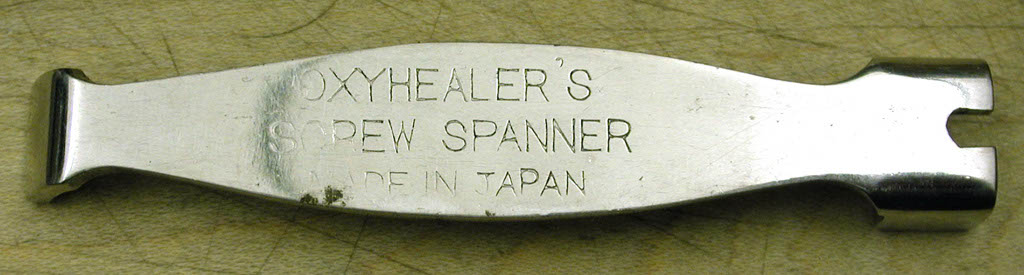 OXYHEALER'S
SCREW SPANNER
MADE IN JAPAN